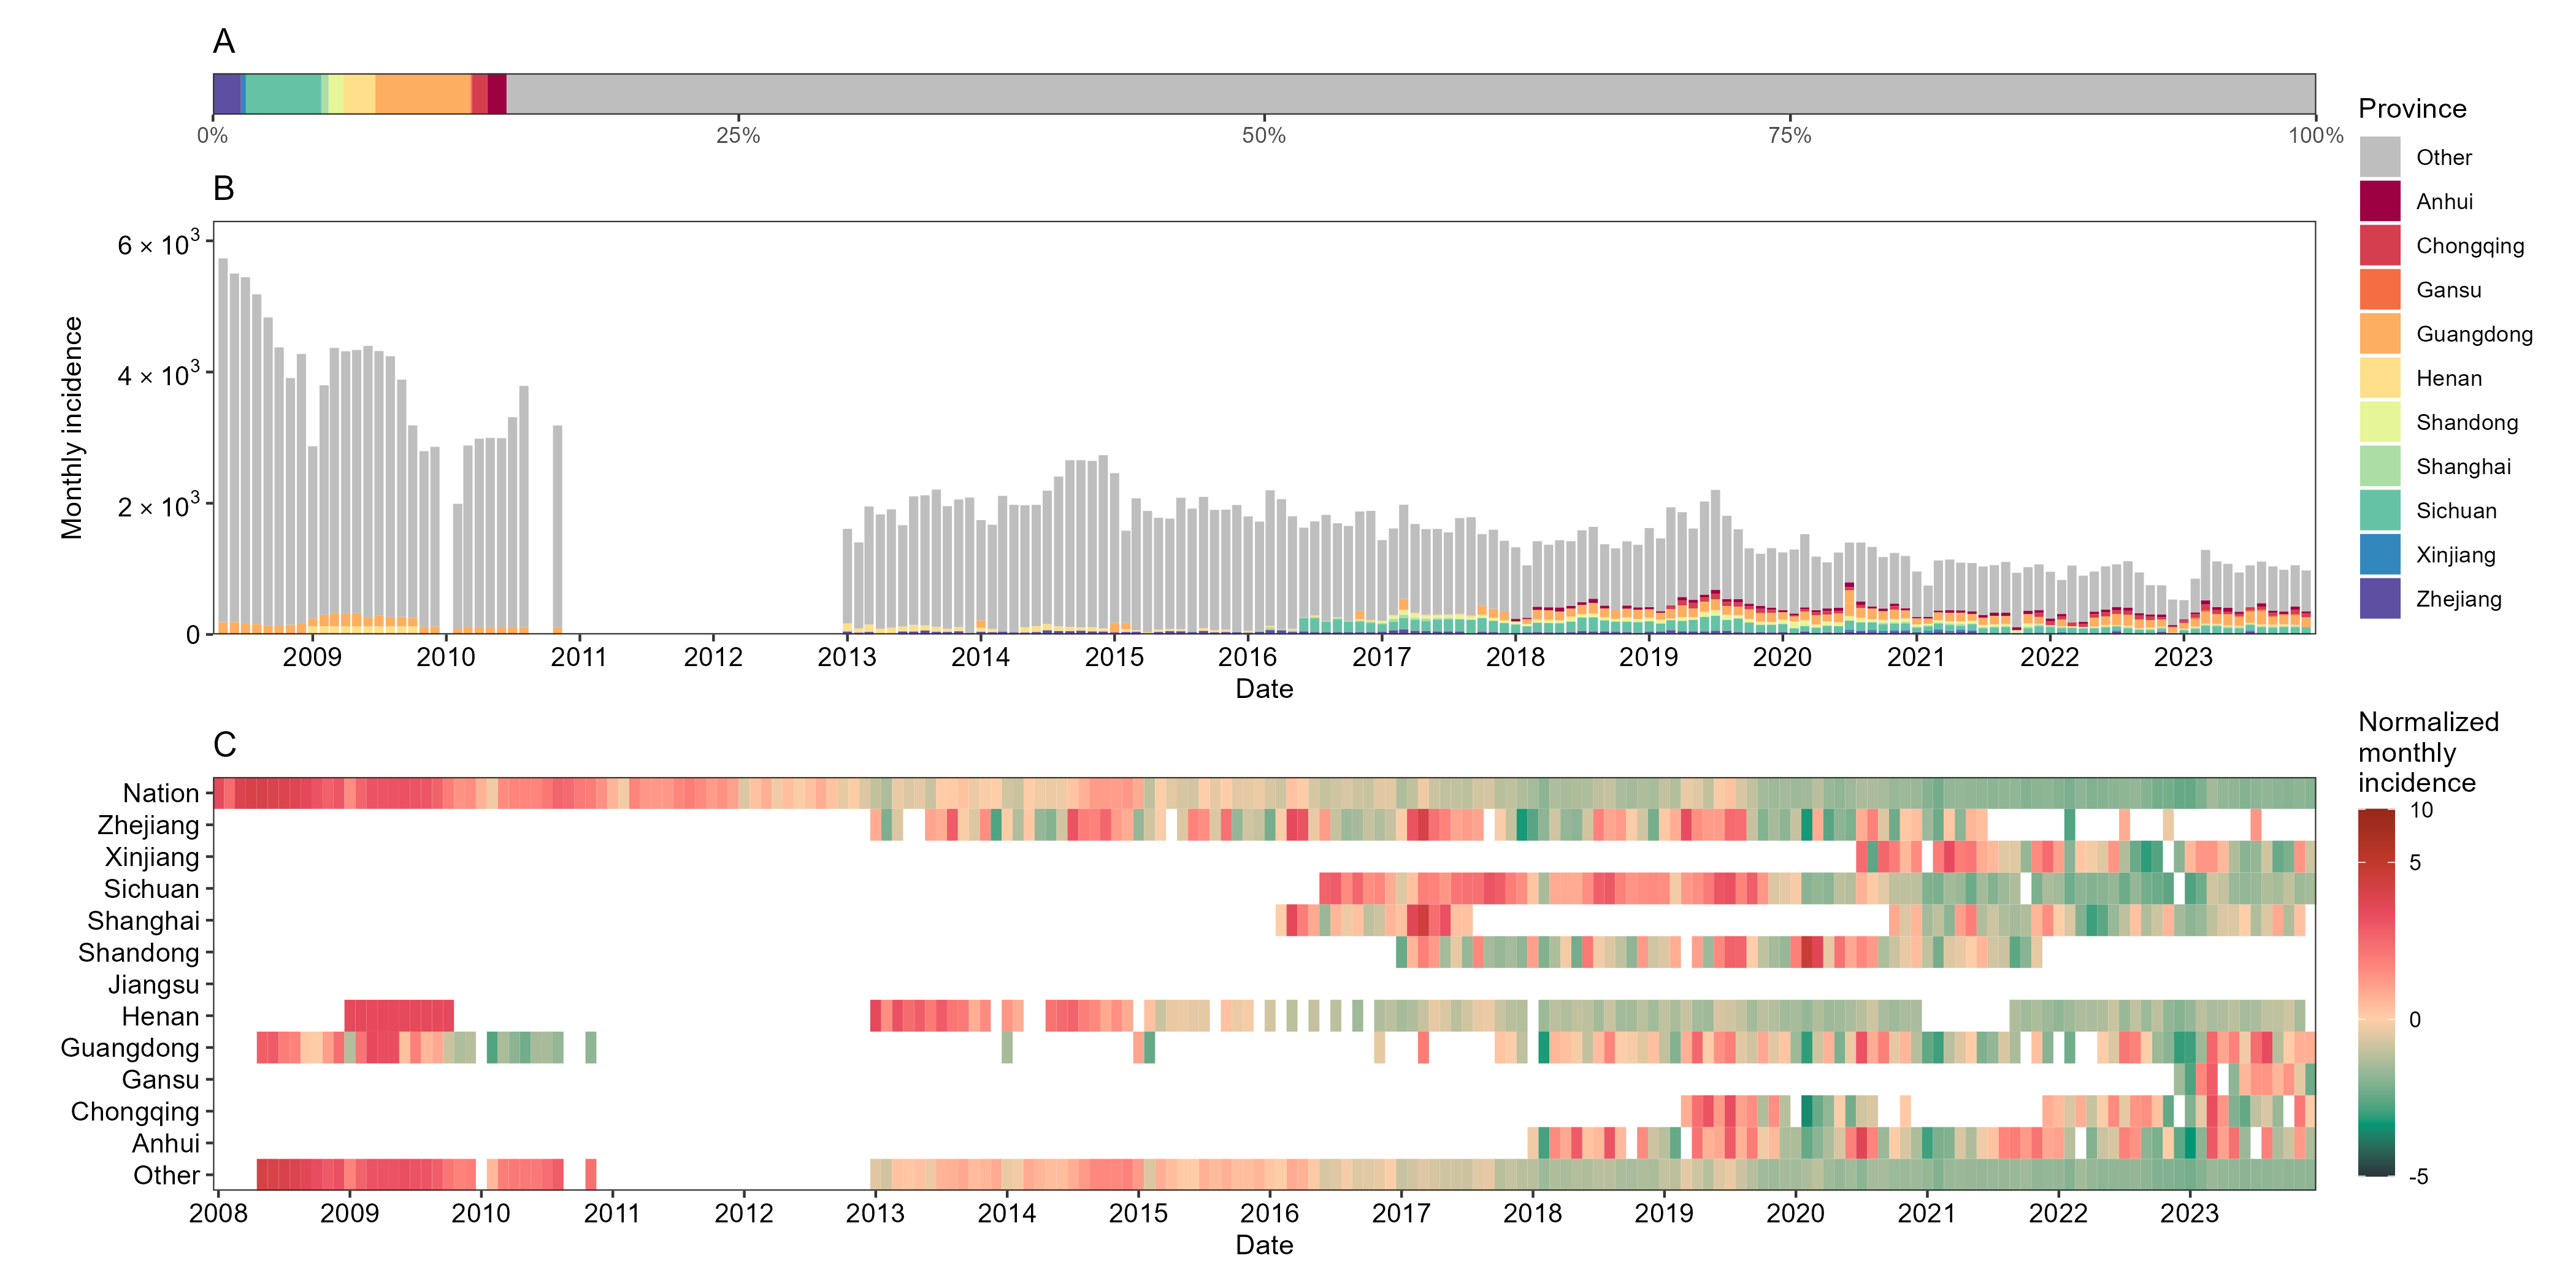 A
0% 25% 50% 75% 100%
B
Monthly incidence
6 × 10³
4 × 10³
2 × 10³
0
2009 2010 2011 2012 2013 2014 2015 2016 2017 2018 2019 2020 2021 2022 2023
Date
Province
Other
Anhui
Chongqing
Gansu
Guangdong
Henan
Shandong
Shanghai
Sichuan
Xinjiang
Zhejiang
C
Nation
Zhejiang
Xinjiang
Sichuan
Shanghai
Shandong
Jiangsu
Henan
Guangdong
Gansu
Chongqing
Anhui
Other
2008 2009 2010 2011 2012 2013 2014 2015 2016 2017 2018 2019 2020 2021 2022 2023
Date
Normalized
monthly
incidence
10
5
0
-5